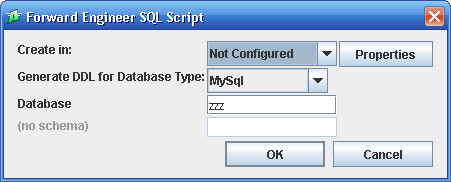 Forward Engineer SQL Script
Create in: Not Configured Properties
Generate DDL for Database Type: MySql
Database zzz
(no schema)
OK Cancel